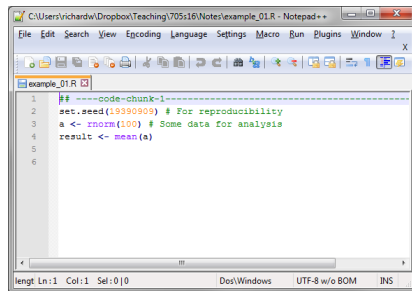 C:\Users\richardw\Dropbox\Teaching\705s16\Notes\example_01.R - Notepad++
File Edit Search View Encoding Language Settings Macro Run Plugins Window ?
X
example_01.R
1 ## ----code-chunk-1----------------------------------------
2 set.seed(19390909) # For reproducibility
3 a <- rnorm(100) # Some data for analysis
4 result <- mean(a)
5
6
lengt Ln:1 Col:1 Sel:0|0 Dos\Windows UTF-8 w/o BOM INS